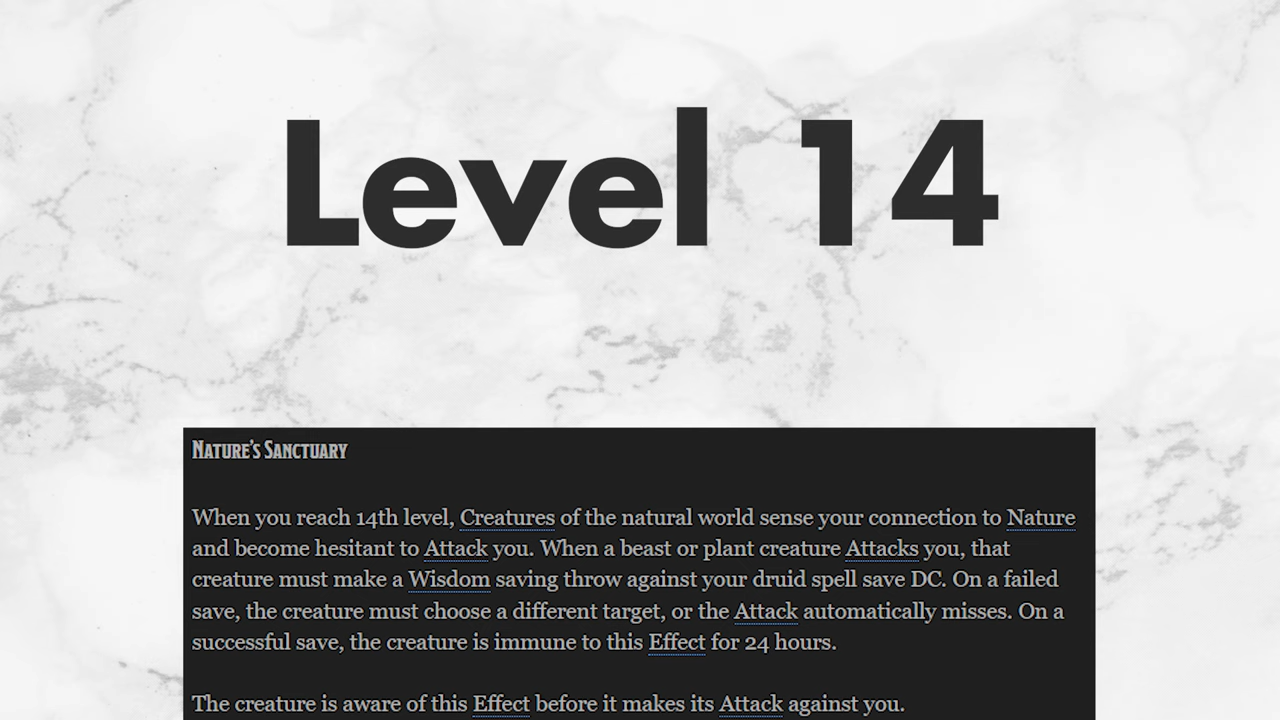 Level 14
Nature's Sanctuary
When you reach 14th level, Creatures of the natural world sense your connection to Nature
and become hesitant to Attack you. When a beast or plant creature Attacks you, that
creature must make a Wisdom saving throw against your druid spell save DC. On a failed
save, the creature must choose a different target, or the Attack automatically misses. On a
successful save, the creature is immune to this Effect for 24 hours.
The creature is aware of this Effect before it makes its Attack against you.